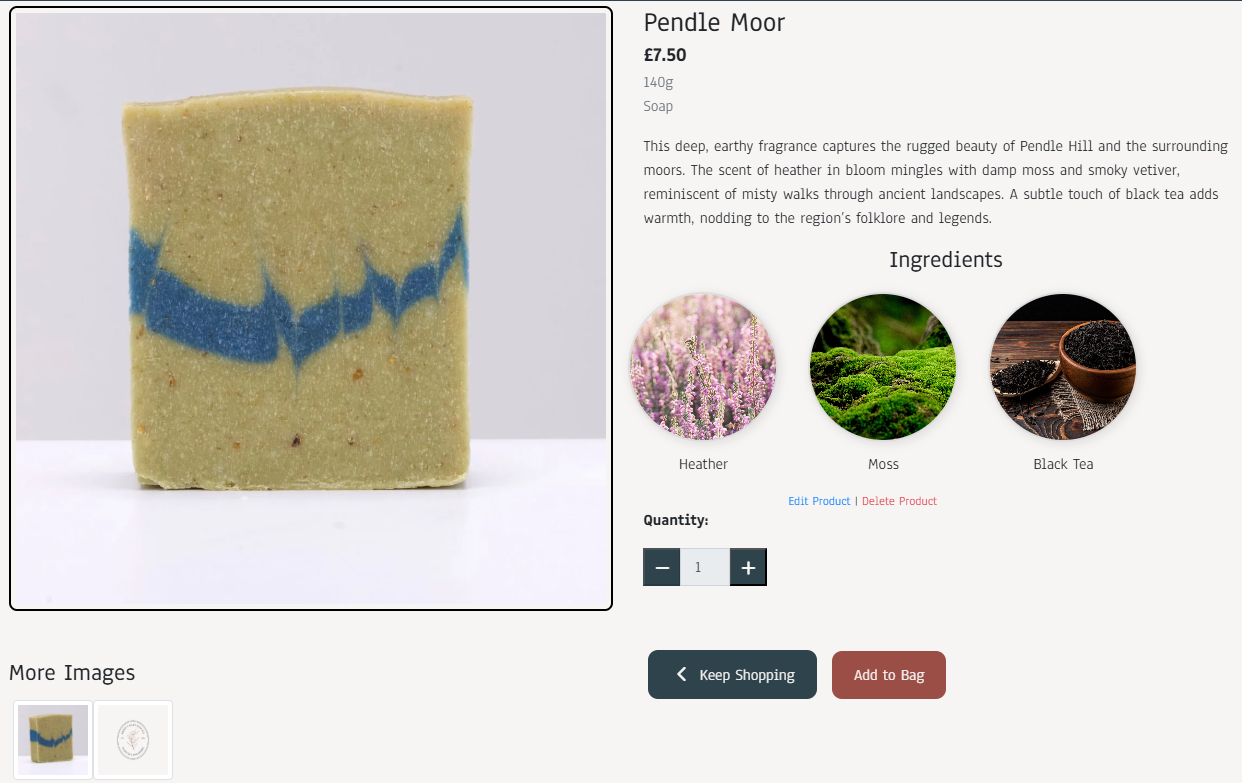 Pendle Moor
£7.50
140g
Soap
This deep, earthy fragrance captures the rugged beauty of Pendle Hill and the surrounding
moors. The scent of heather in bloom mingles with damp moss and smoky vetiver,
reminiscent of misty walks through ancient landscapes. A subtle touch of black tea adds
warmth, nodding to the region's folklore and legends.
Ingredients
Heather
Moss
Black Tea
Edit Product | Delete Product
Quantity:
1
Keep Shopping
Add to Bag
More Images